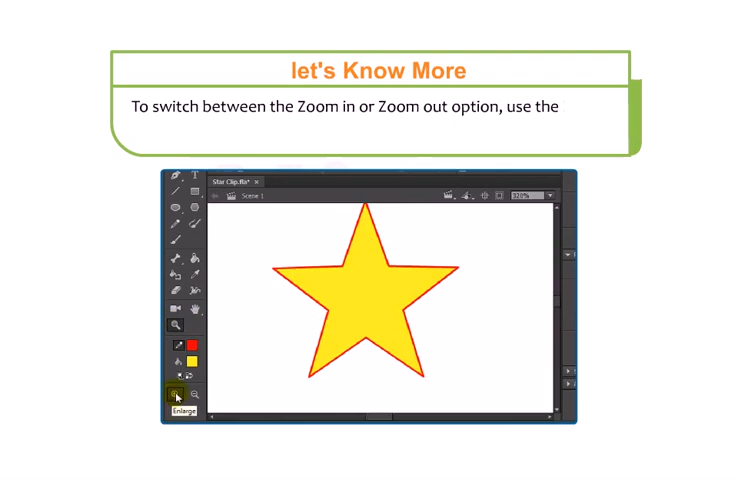 let's Know More
To switch between the Zoom in or Zoom out option, use the
Star Clip.fla*
Scene 1
328%
Enlarge